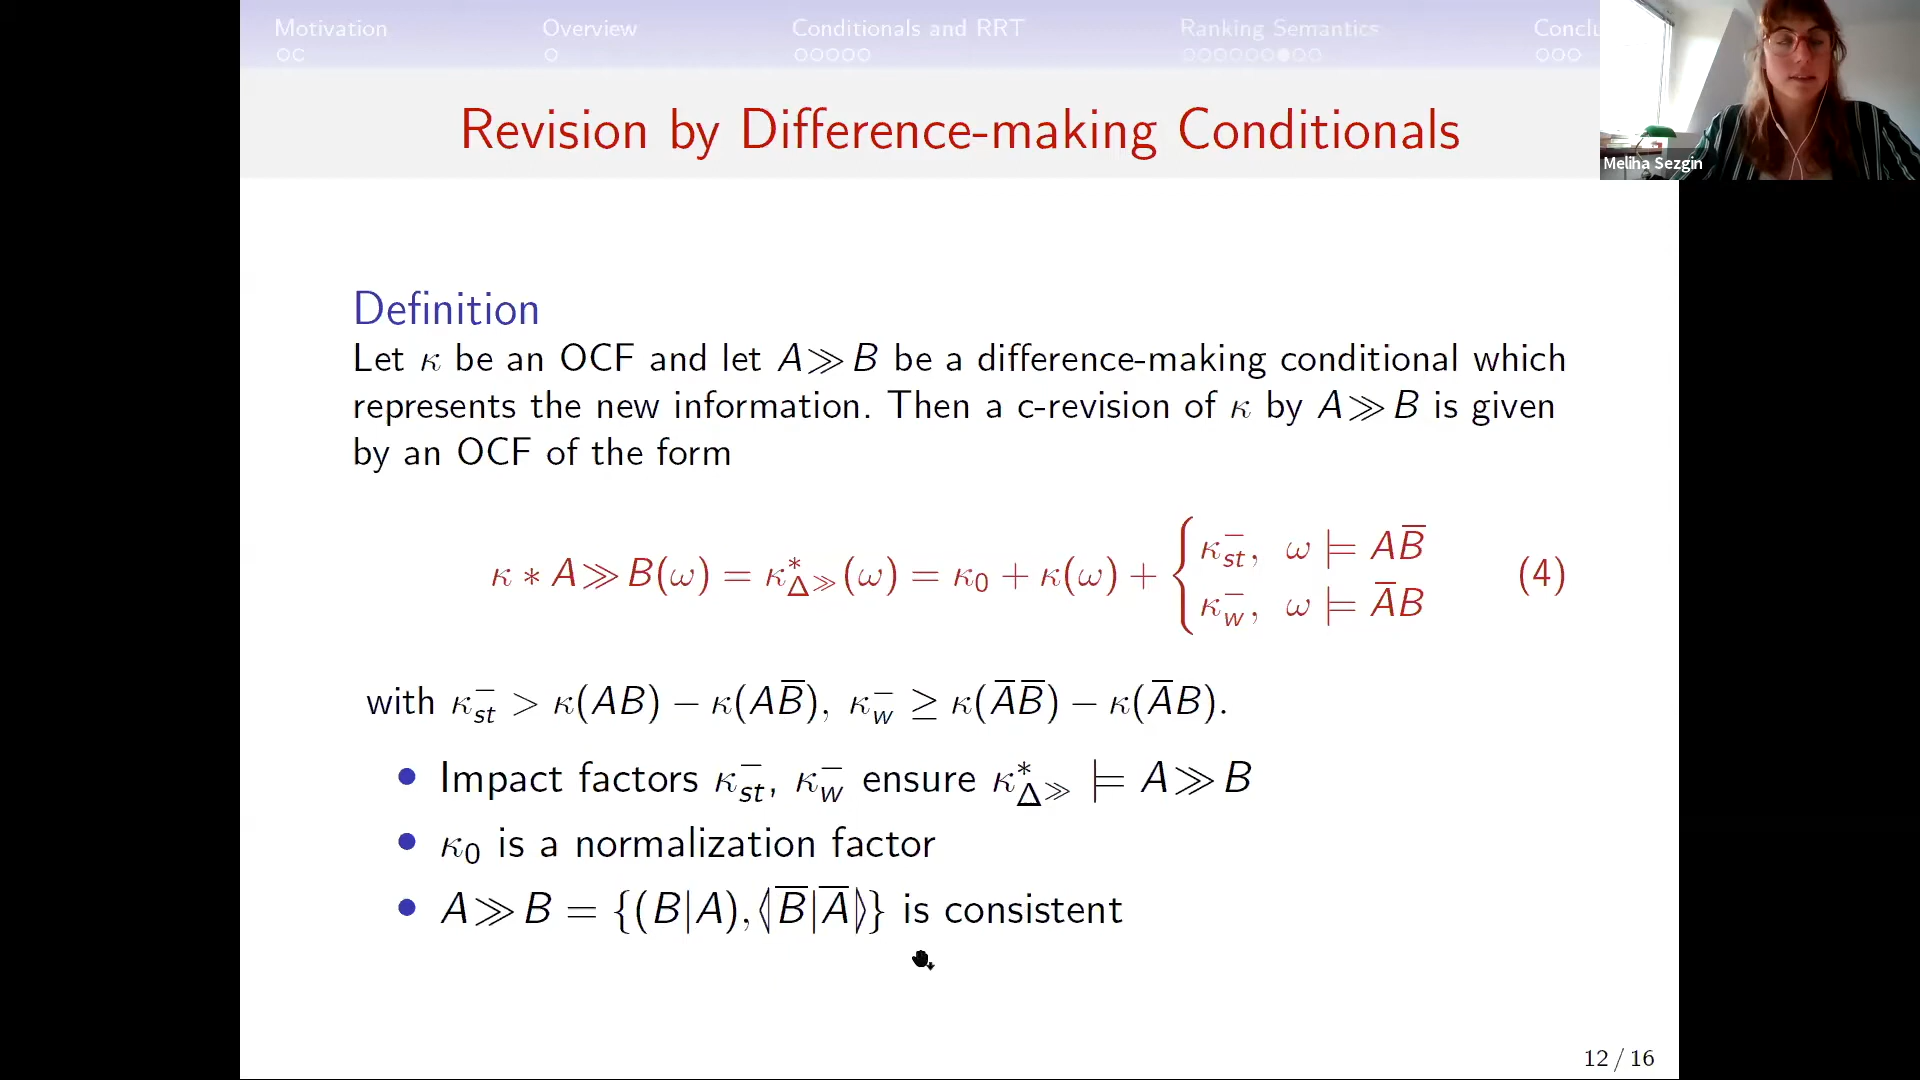 Motivation Overview Conditionals and RRT Ranking Semantics Conclu
Meliha Sezgin
Revision by Difference-making Conditionals
Definition
Let κ be an OCF and let A≫B be a difference-making conditional which
represents the new information. Then a c-revision of κ by A≫B is given
by an OCF of the form
κ ∗ A≫B(ω) = κ*_{Δ≫}(ω) = κ₀ + κ(ω) + { κ⁻_{st}, ω ⊨ AB̅ (4)
κ⁻_w, ω ⊨ A̅B
with κ⁻_{st} > κ(AB) − κ(AB̅), κ⁻_w ≥ κ(A̅B̅) − κ(A̅B).
• Impact factors κ⁻_{st}, κ⁻_w ensure κ*_{Δ≫} ⊨ A≫B
• κ₀ is a normalization factor
• A≫B = {(B|A), ⦉B̅|A̅⦊} is consistent
12 / 16